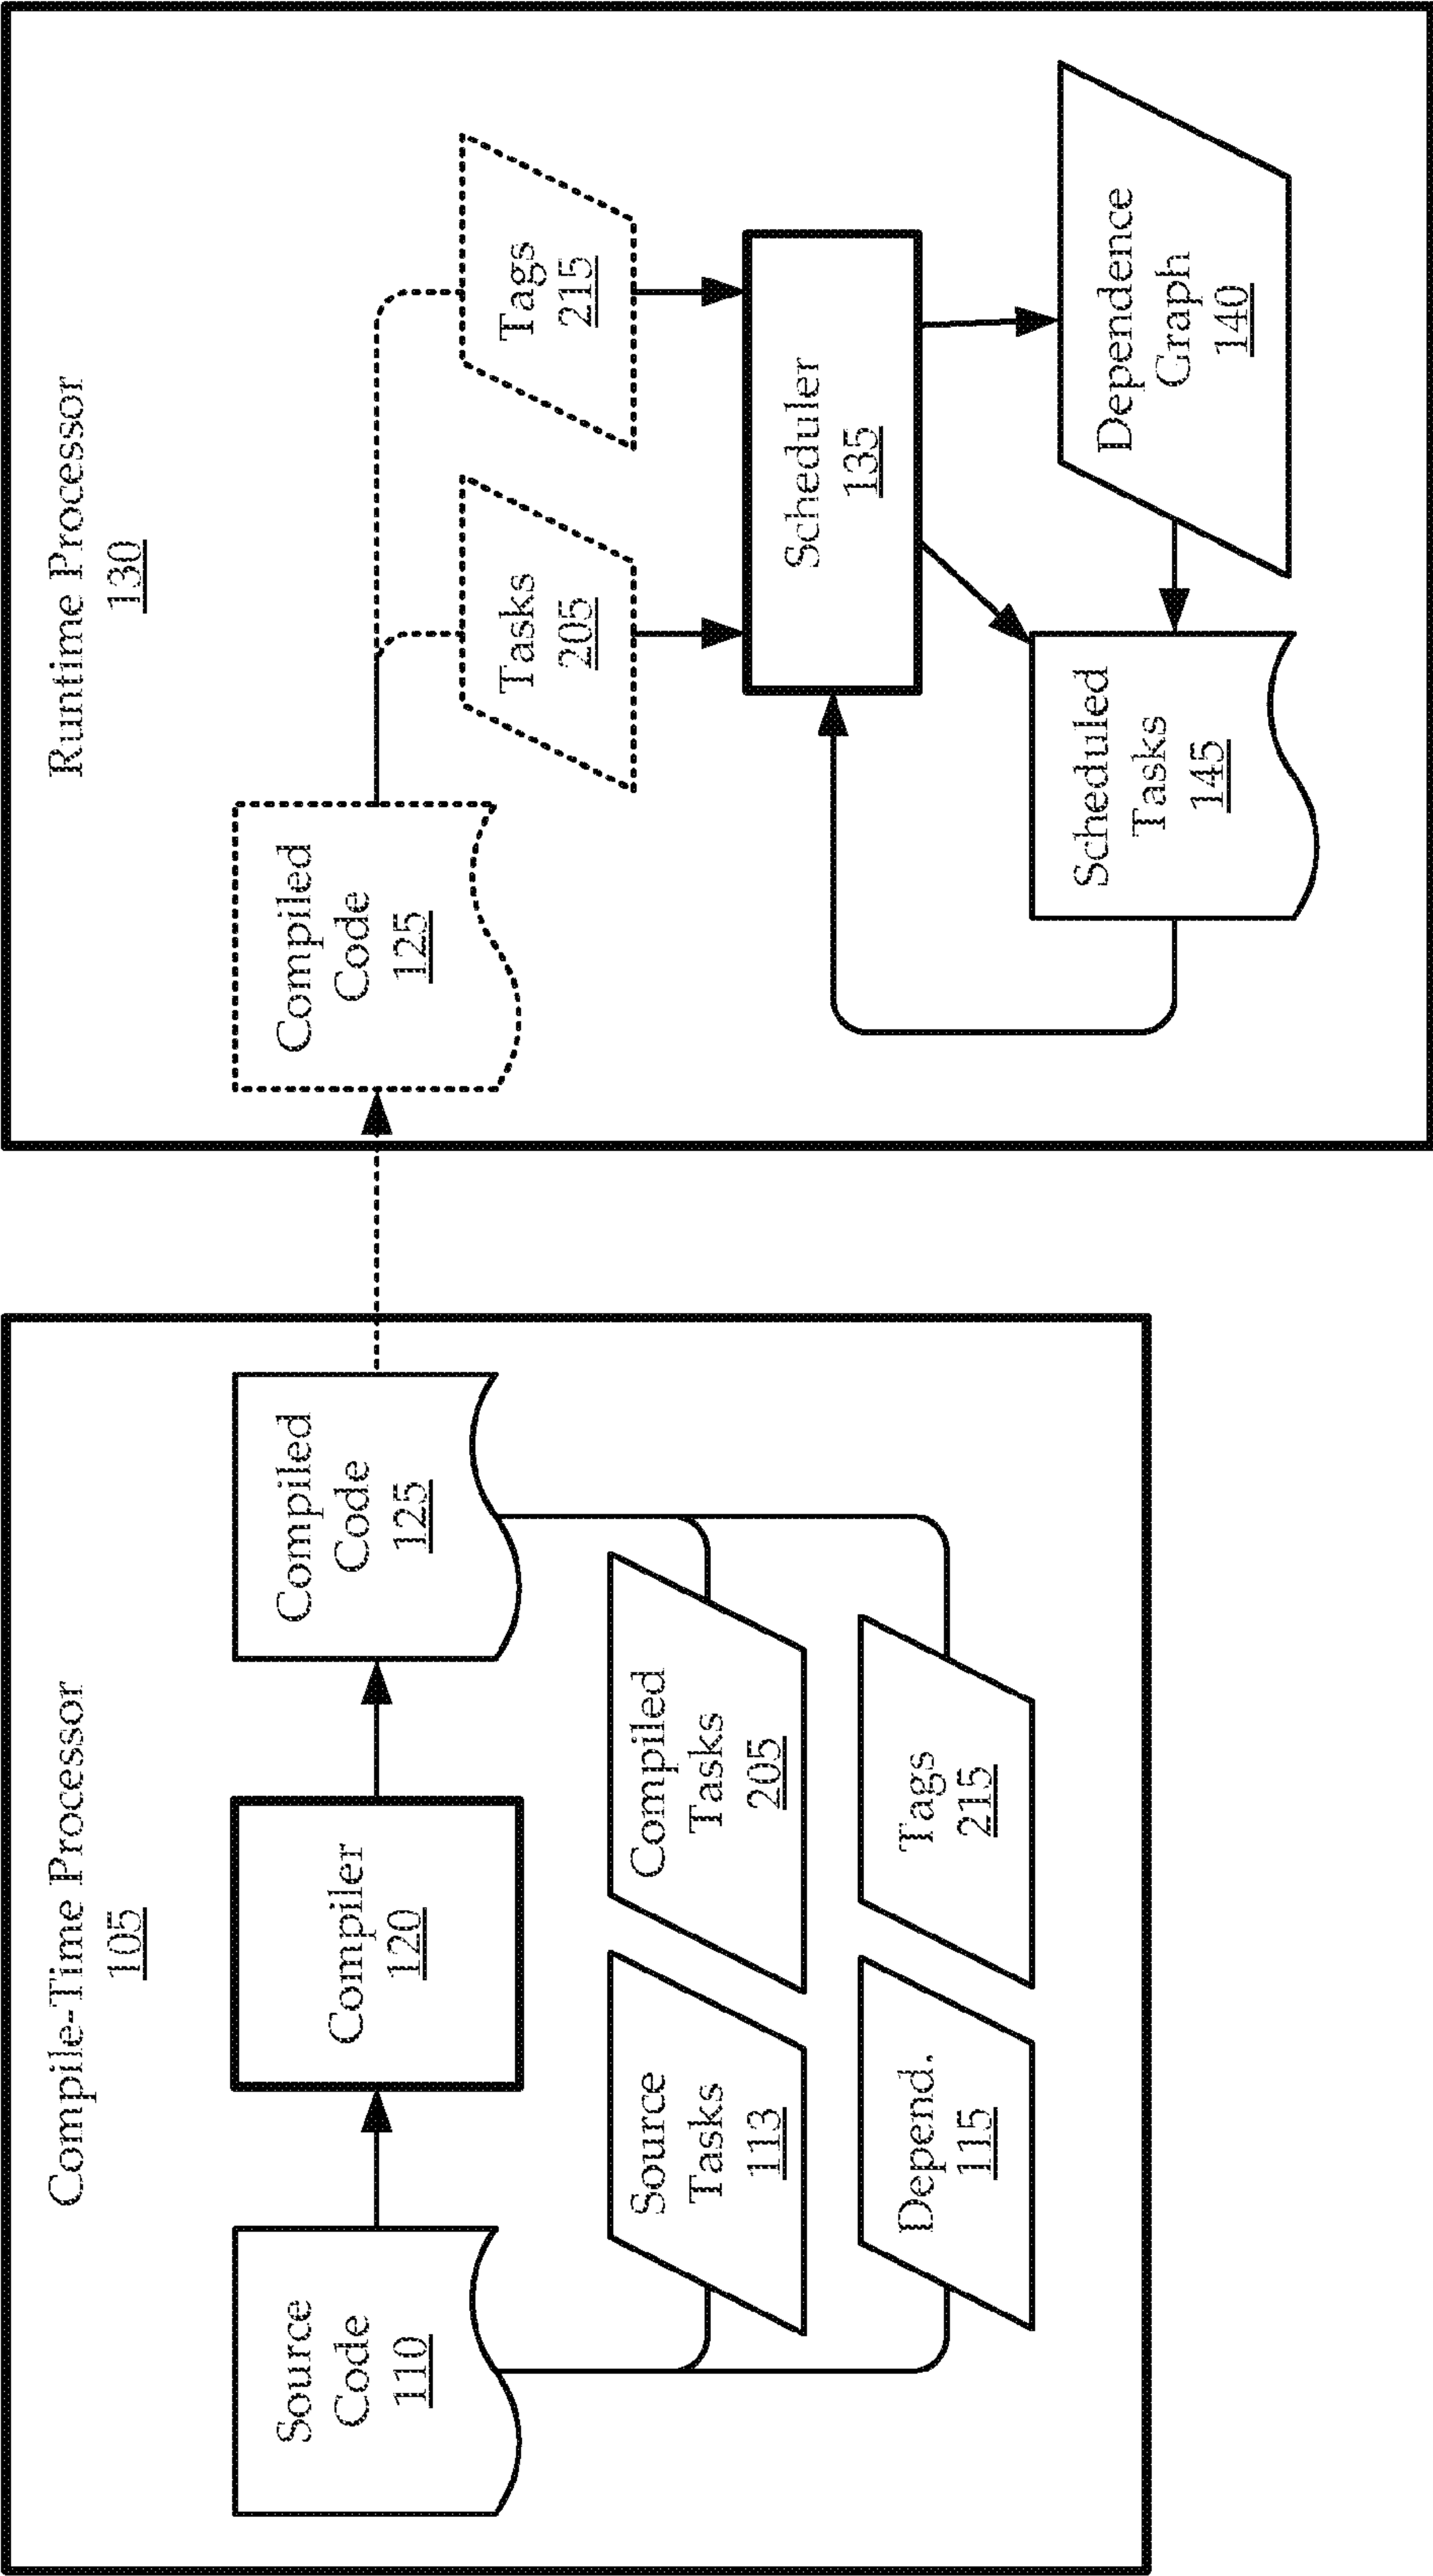 Compile-Time Processor
105
Source
Code
110
Compiler
120
Compiled
Code
125
Source
Tasks
113
Compiled
Tasks
205
Depend.
115
Tags
215
Runtime Processor
130
Compiled
Code
125
Tasks
205
Tags
215
Scheduler
135
Scheduled
Tasks
145
Dependence
Graph
140